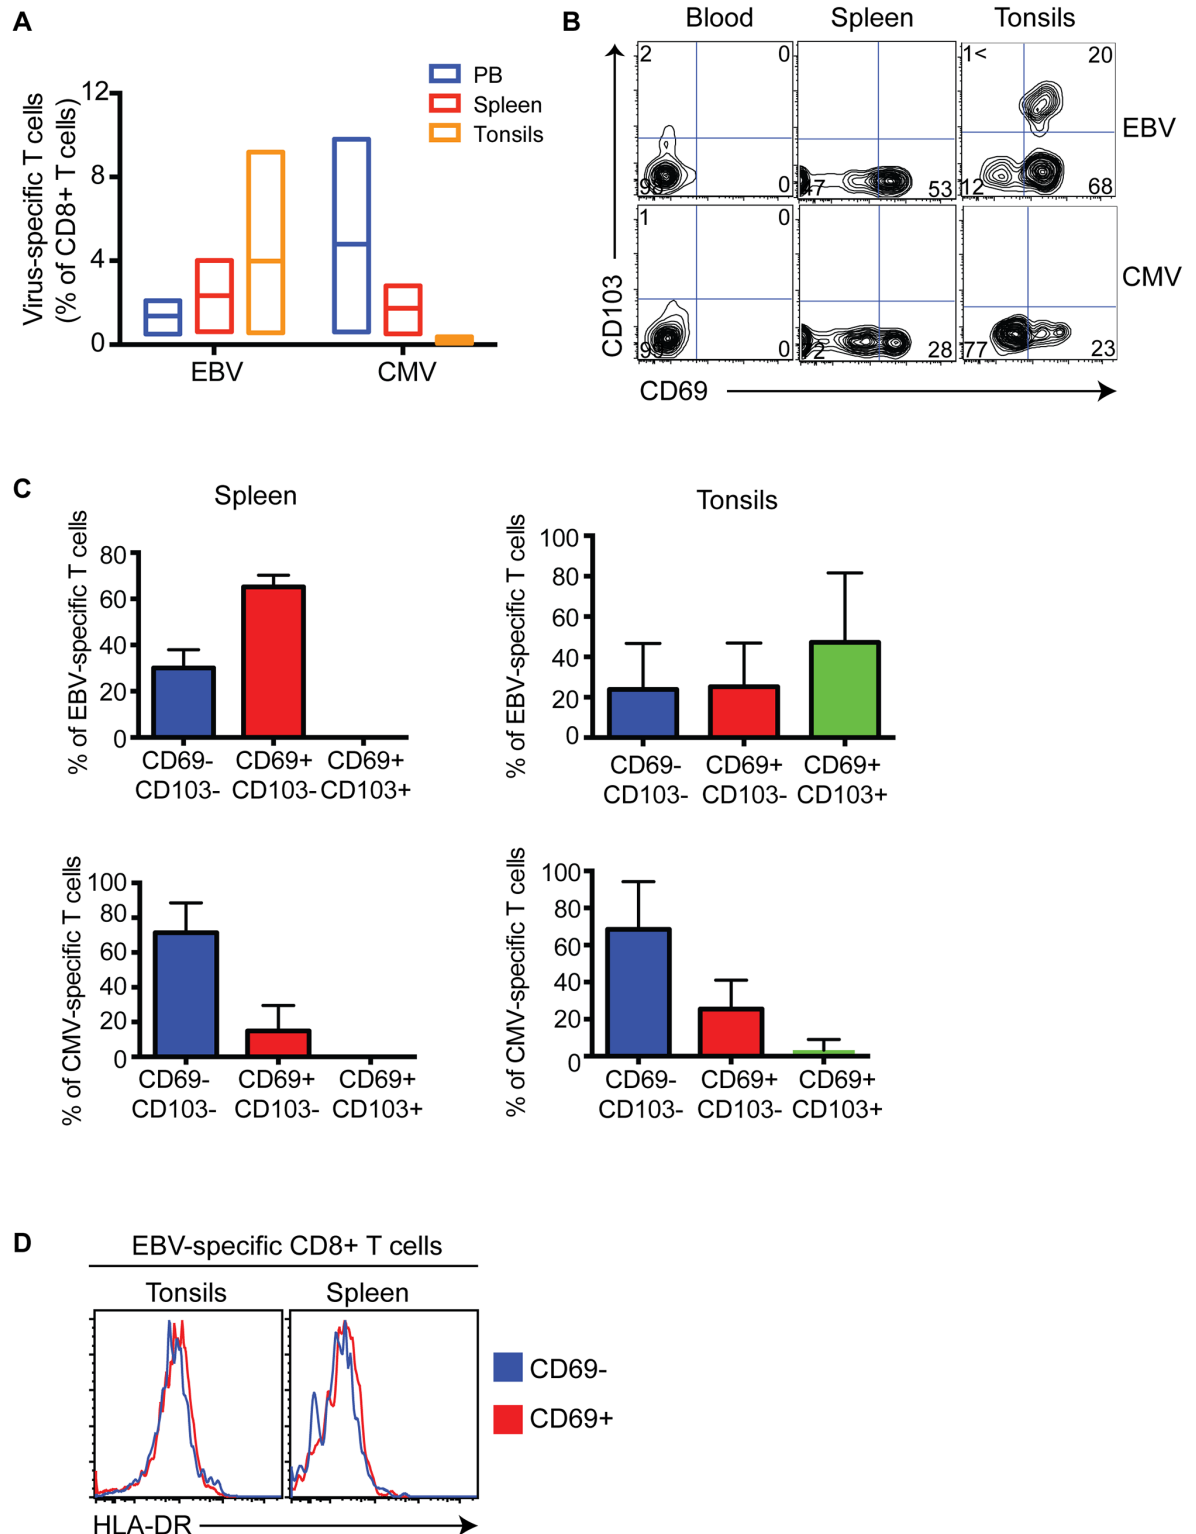 A
Virus-specific T cells
(% of CD8+ T cells)
12
8
4
0
EBV
CMV
PB
Spleen
Tonsils
B
Blood
Spleen
Tonsils
2
0
0
47
53
1<
20
12
68
EBV
1
0
0
28
77
23
CMV
CD103
CD69
C
Spleen
% of EBV-specific T cells
80
60
40
20
0
CD69-
CD103-
CD69+
CD103-
CD69+
CD103+
Tonsils
% of EBV-specific T cells
100
80
60
40
20
0
CD69-
CD103-
CD69+
CD103-
CD69+
CD103+
% of CMV-specific T cells
100
80
60
40
20
0
CD69-
CD103-
CD69+
CD103-
CD69+
CD103+
% of CMV-specific T cells
100
80
60
40
20
0
CD69-
CD103-
CD69+
CD103-
CD69+
CD103+
D
EBV-specific CD8+ T cells
Tonsils
Spleen
CD69-
CD69+
HLA-DR